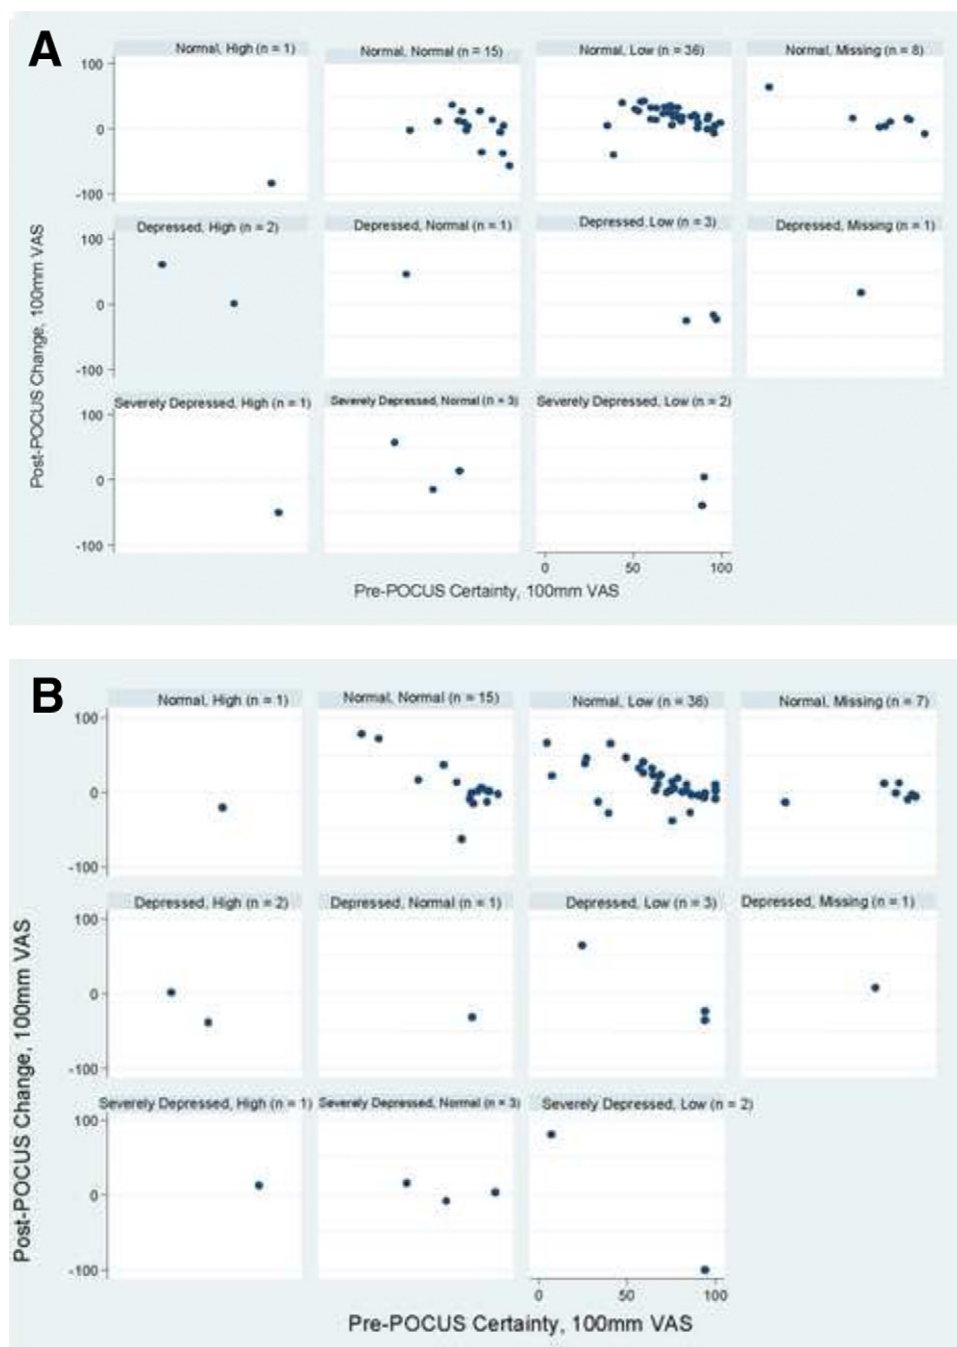 A
Normal, High (n = 1)
Normal, Normal (n = 15)
Normal, Low (n = 36)
Normal, Missing (n = 8)
100
0
-100
Depressed, High (n = 2)
Depressed, Normal (n = 1)
Depressed Low (n = 3)
Depressed, Missing (n = 1)
100
0
-100
Severely Depressed, High (n = 1)
Severely Depressed, Normal (n = 3)
Severely Depressed, Low (n = 2)
100
0
-100
0 50 100
Post-POCUS Change, 100mm VAS
Pre-POCUS Certainty, 100mm VAS
B
Normal, High (n = 1)
Normal, Normal (n = 15)
Normal, Low (n = 36)
Normal, Missing (n = 7)
100
0
-100
Depressed, High (n = 2)
Depressed, Normal (n = 1)
Depressed, Low (n = 3)
Depressed, Missing (n = 1)
100
0
-100
Severely Depressed, High (n = 1)
Severely Depressed, Normal (n = 3)
Severely Depressed, Low (n = 2)
100
0
-100
0 50 100
Post-POCUS Change, 100mm VAS
Pre-POCUS Certainty, 100mm VAS